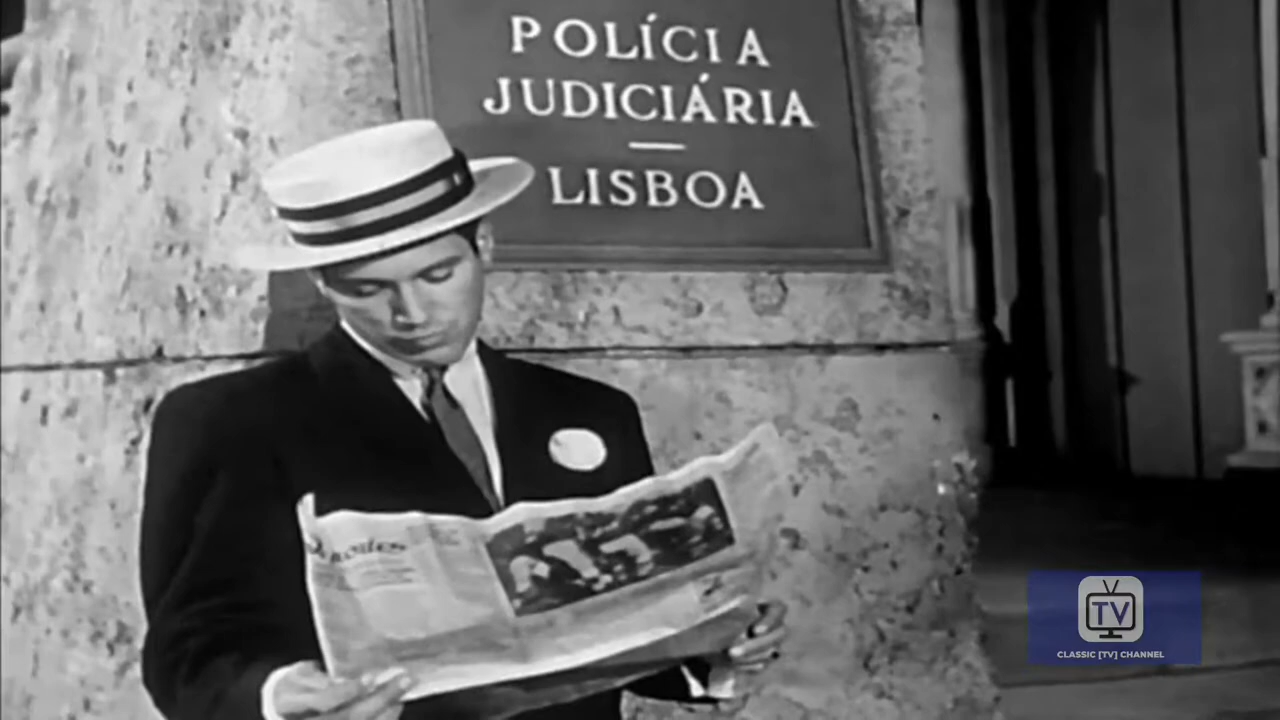 POLÍCIA
JUDICIÁRIA
LISBOA
TV
CLASSIC [TV] CHANNEL